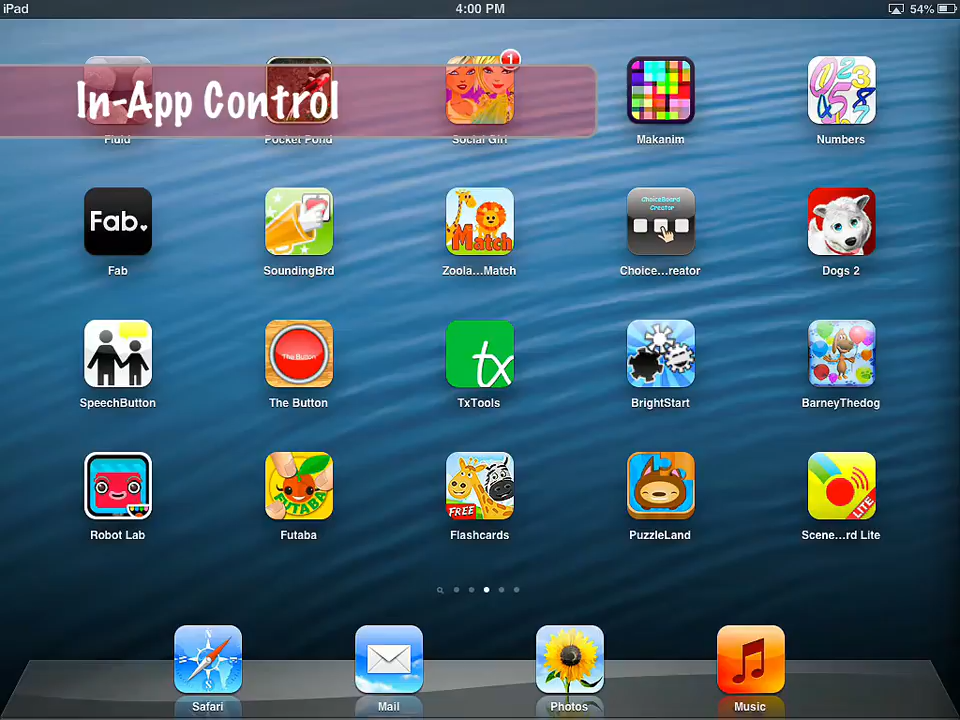 iPad 4:00 PM 54%
In-App Control
1
Fluid Pocket Pond Social Girl Makanim Numbers
Fab.
ChoiceBoard
Creator
Match
Fab SoundingBrd Zoola...Match Choice...reator Dogs 2
The Button
tx
SpeechButton The Button TxTools BrightStart BarneyThedog
FUTABA
FREE
LITE
Robot Lab Futaba Flashcards PuzzleLand Scene...rd Lite
Safari Mail Photos Music